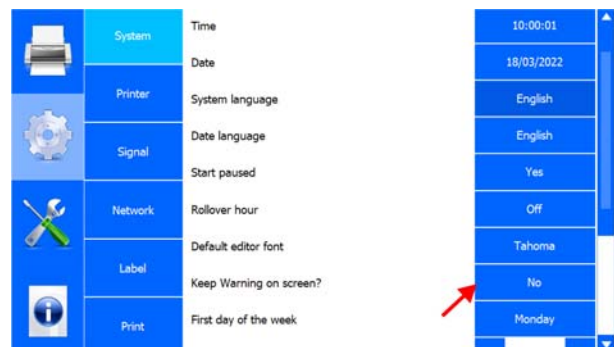 System
Printer
Signal
Network
Label
Print
Time 10:00:01
Date 18/03/2022
System language English
Date language English
Start paused Yes
Rollover hour Off
Default editor font Tahoma
Keep Warning on screen? No
First day of the week Monday